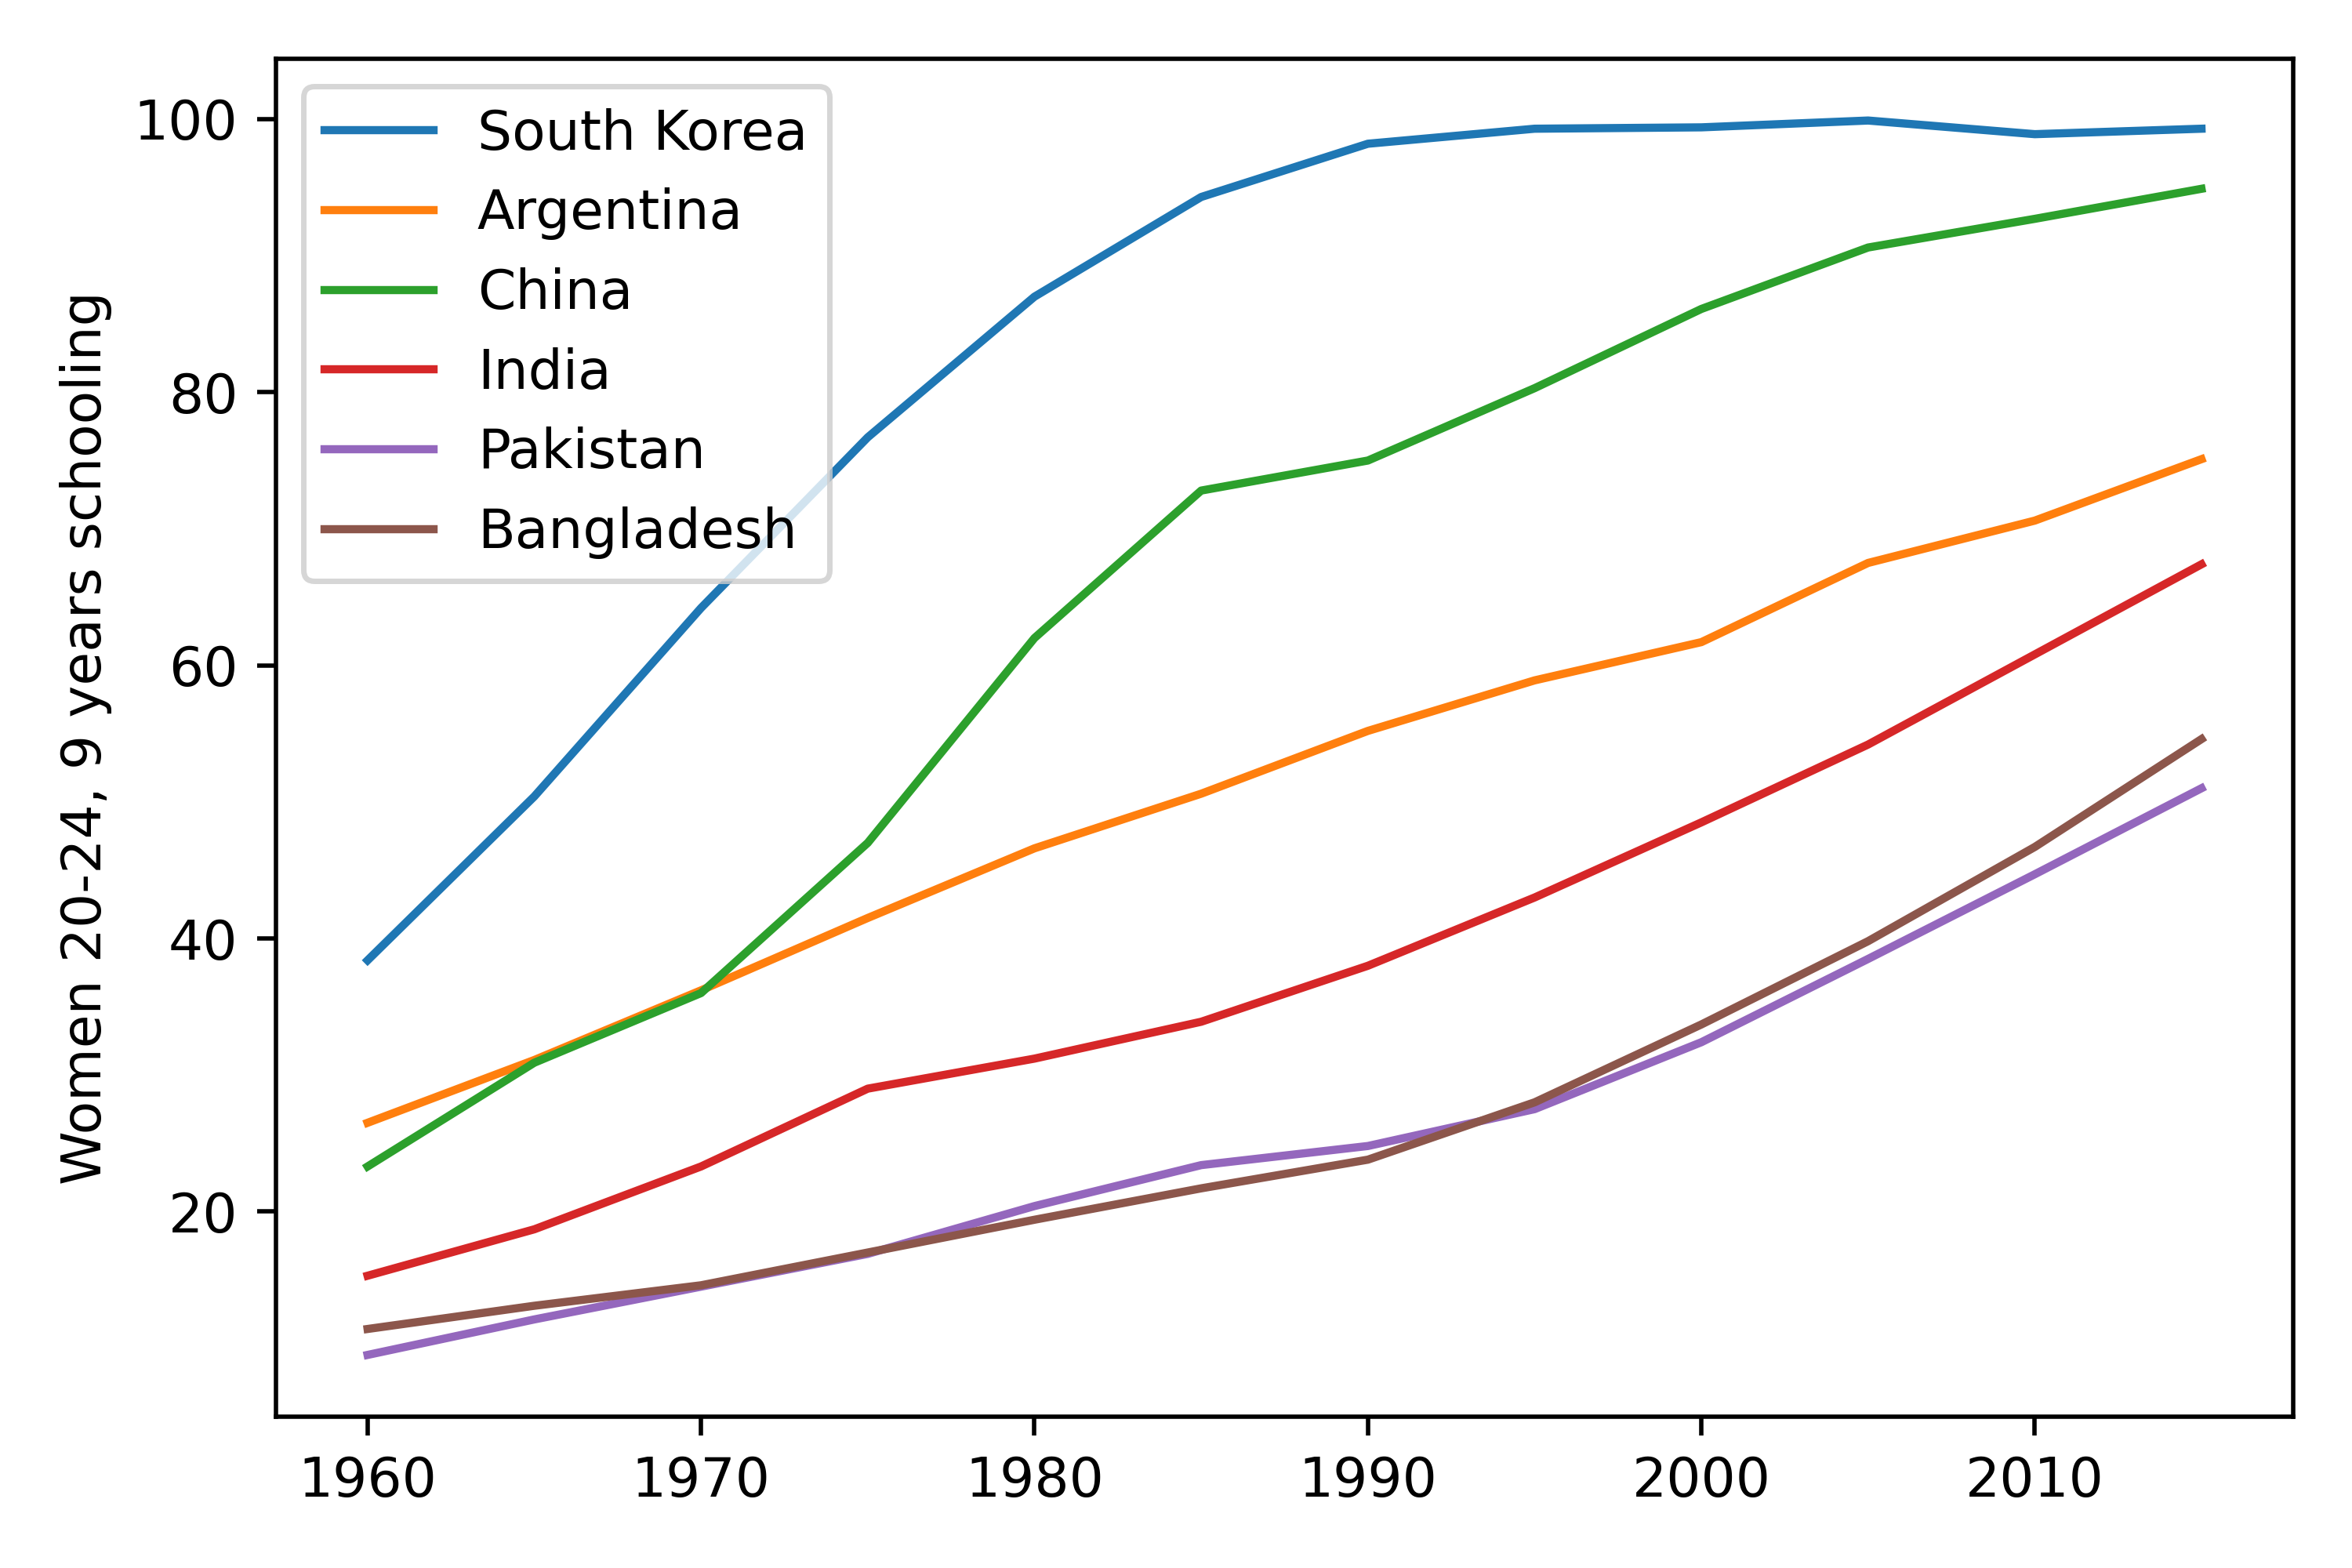 Women 20-24, 9 years schooling
100
80
60
40
20
South Korea
Argentina
China
India
Pakistan
Bangladesh
1960 1970 1980 1990 2000 2010